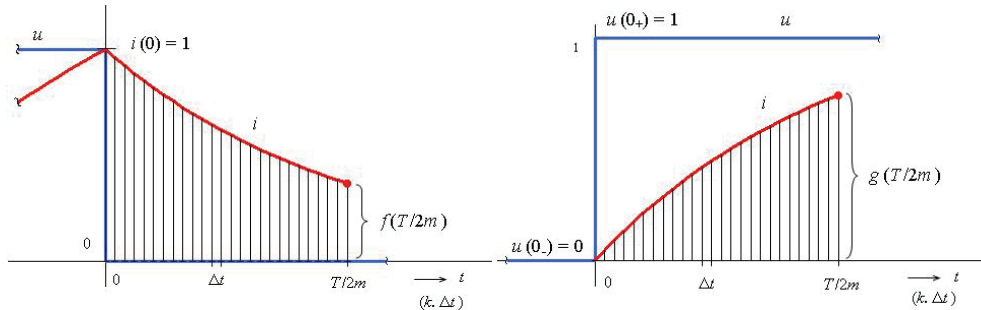 u
i (0) = 1
i
0
f(T/2m)
0
Δt
T/2m
t
(k. Δt)
u (0₊) = 1
u
1
i
g (T/2m)
u (0₋) = 0
0
Δt
T/2m
t
(k. Δt)